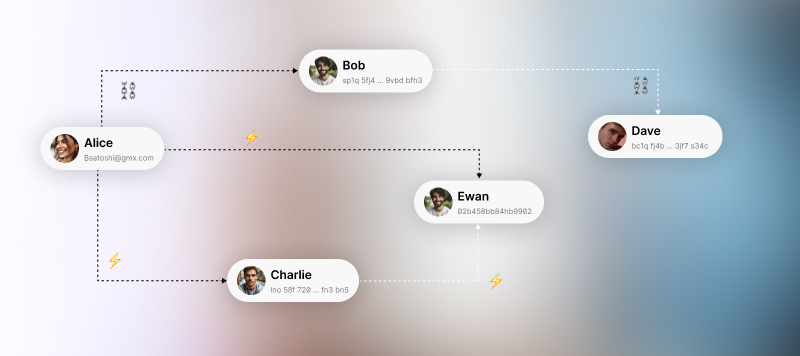 Bob
sp1q 5fj4 ... 9vbd bfh3
Alice
₿satoshi@gmx.com
Dave
bc1q fj4b ... 3jf7 s34c
Ewan
02b458bb84hb9902
Charlie
lno 58f 720 ... fn3 bn5